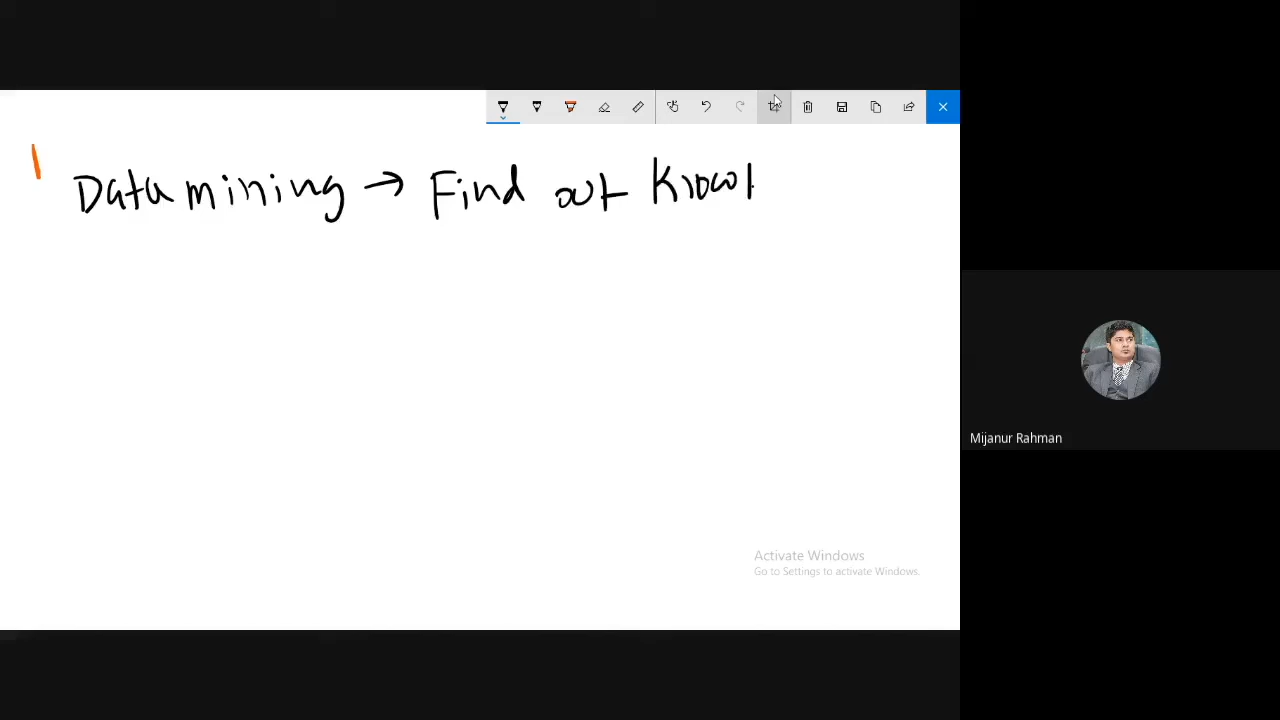 Data mining → Find out Knowl
Activate Windows
Go to Settings to activate Windows.
Mijanur Rahman